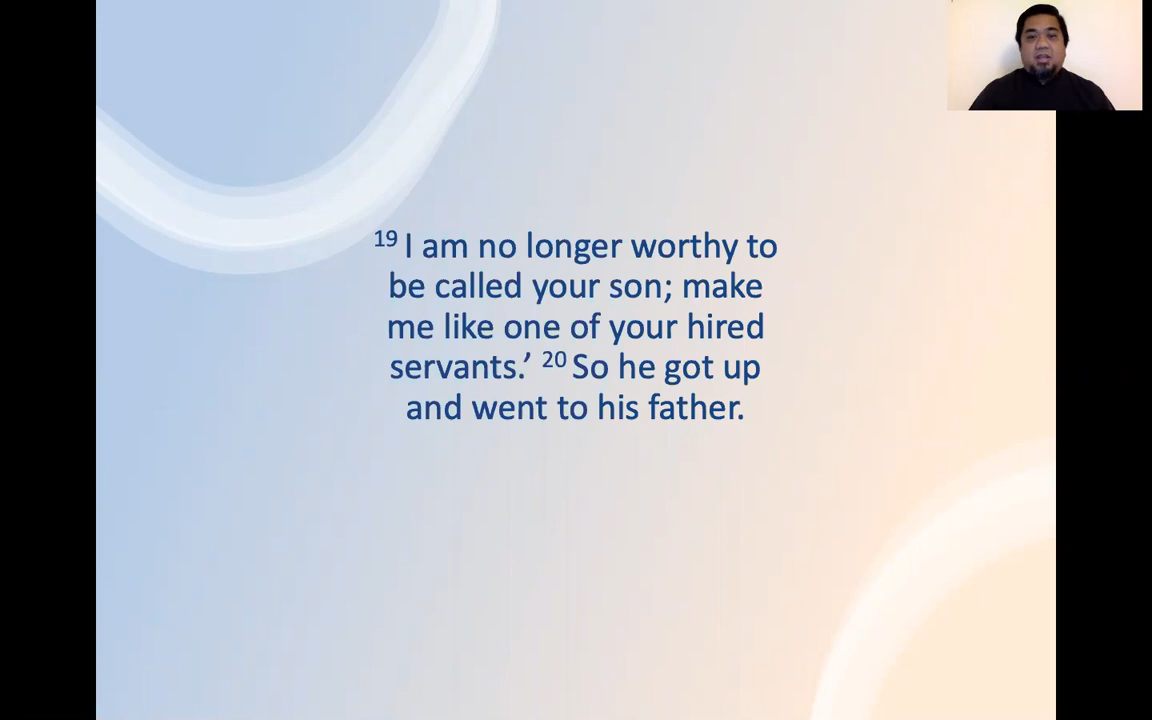 19 I am no longer worthy to
be called your son; make
me like one of your hired
servants.’ 20 So he got up
and went to his father.